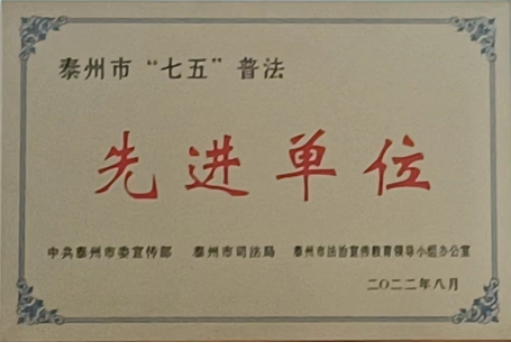 泰州市“七五”普法
先进单位
中共泰州市委宣传部 泰州市司法局 泰州市法治宣传教育领导小组办公室
二〇二二年八月